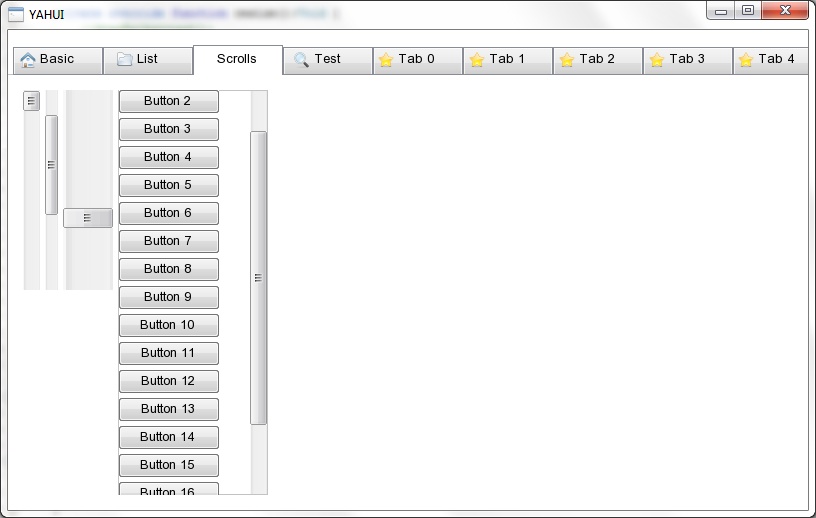 YAHUI
Basic List Scrolls Test Tab 0 Tab 1 Tab 2 Tab 3 Tab 4
Button 2
Button 3
Button 4
Button 5
Button 6
Button 7
Button 8
Button 9
Button 10
Button 11
Button 12
Button 13
Button 14
Button 15
Button 16